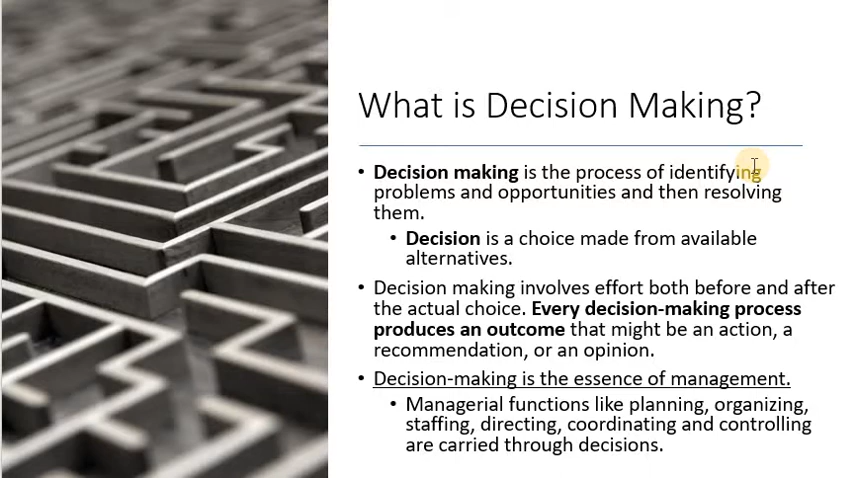 What is Decision Making?
• Decision making is the process of identifying
problems and opportunities and then resolving
them.
• Decision is a choice made from available
alternatives.
• Decision making involves effort both before and after
the actual choice. Every decision-making process
produces an outcome that might be an action, a
recommendation, or an opinion.
• Decision-making is the essence of management.
• Managerial functions like planning, organizing,
staffing, directing, coordinating and controlling
are carried through decisions.